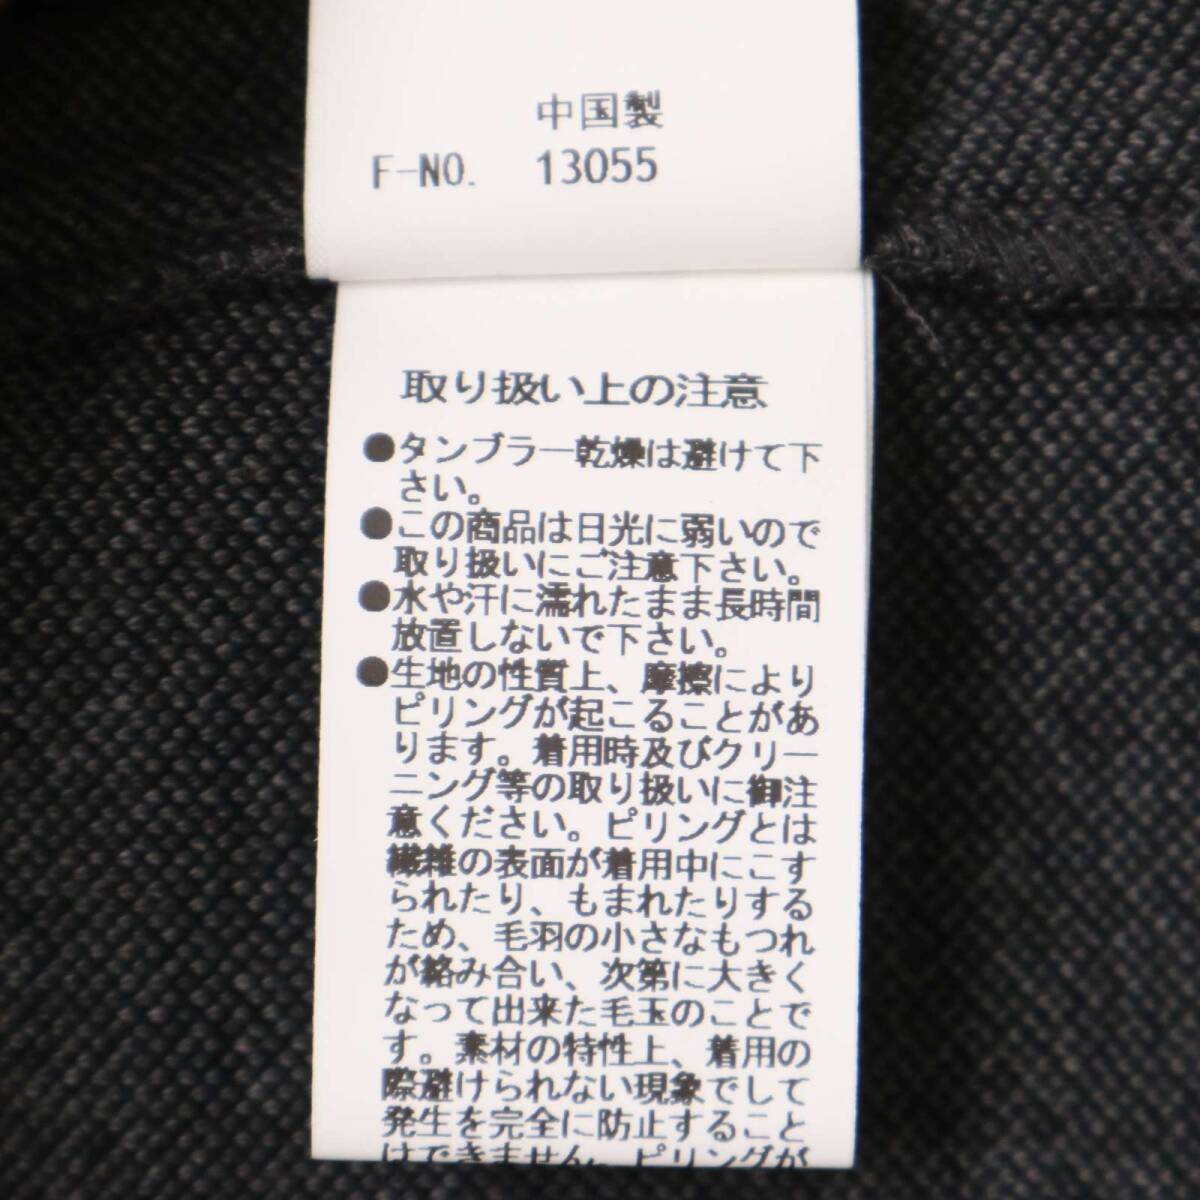 中国製
F-NO. 13055
取り扱い上の注意
●タンブラー乾燥は避けて下
さい。
●この商品は日光に弱いので
取り扱いにご注意下さい。
●水や汗に濡れたまま長時間
放置しないで下さい。
●生地の性質上、摩擦により
ピリングが起こることがあ
ります。着用時及びクリー
ニング等の取り扱いに御注
意ください。ピリングとは
繊維の表面が着用中にこす
られたり、もまれたりする
ため、毛羽の小さなもつれ
が絡み合い、次第に大きく
なって出来た毛玉のことで
す。素材の特性上、着用の
際避けられない現象でして
発生を完全に防止すること
はできません。ピリングが